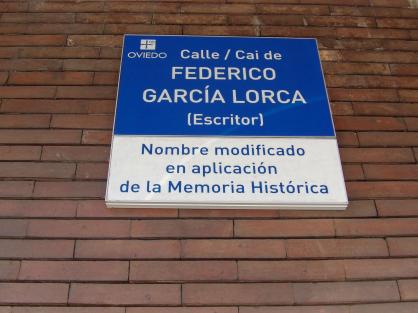 OVIEDO
Calle / Cai de
FEDERICO
GARCÍA LORCA
(Escritor)
Nombre modificado
en aplicación
de la Memoria Histórica